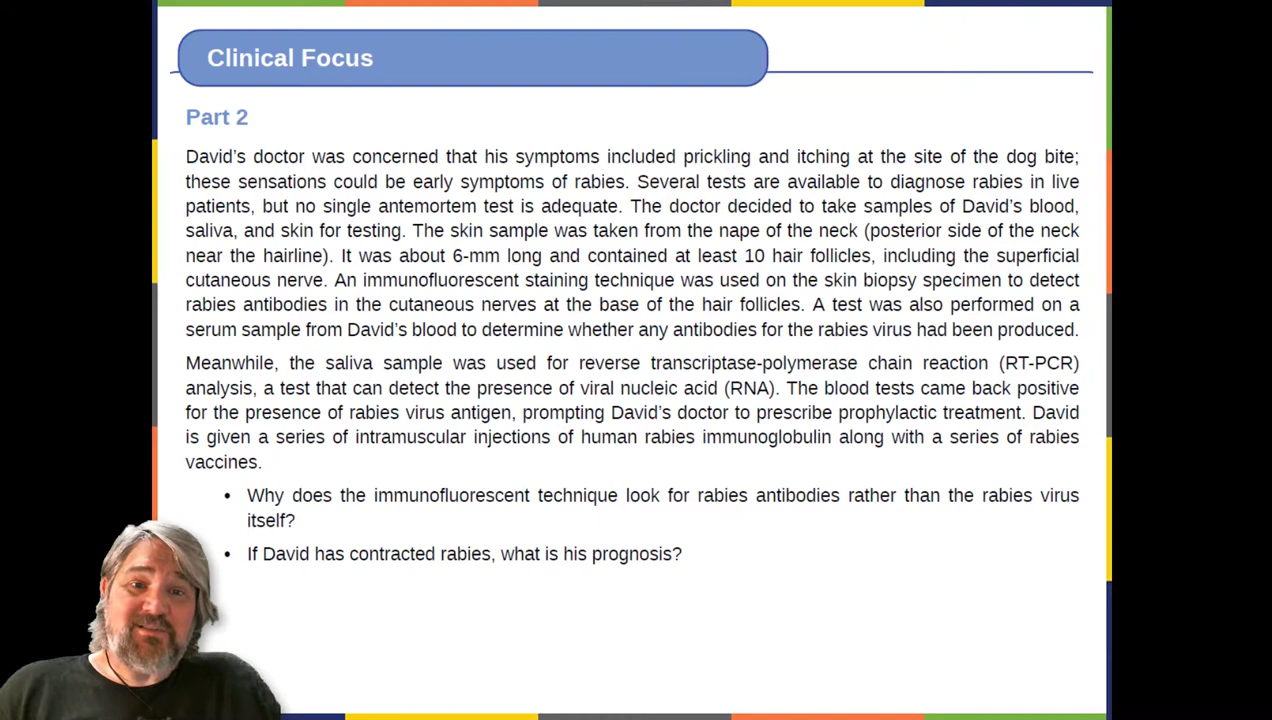 Clinical Focus
Part 2
David’s doctor was concerned that his symptoms included prickling and itching at the site of the dog bite;
these sensations could be early symptoms of rabies. Several tests are available to diagnose rabies in live
patients, but no single antemortem test is adequate. The doctor decided to take samples of David’s blood,
saliva, and skin for testing. The skin sample was taken from the nape of the neck (posterior side of the neck
near the hairline). It was about 6-mm long and contained at least 10 hair follicles, including the superficial
cutaneous nerve. An immunofluorescent staining technique was used on the skin biopsy specimen to detect
rabies antibodies in the cutaneous nerves at the base of the hair follicles. A test was also performed on a
serum sample from David’s blood to determine whether any antibodies for the rabies virus had been produced.
Meanwhile, the saliva sample was used for reverse transcriptase-polymerase chain reaction (RT-PCR)
analysis, a test that can detect the presence of viral nucleic acid (RNA). The blood tests came back positive
for the presence of rabies virus antigen, prompting David’s doctor to prescribe prophylactic treatment. David
is given a series of intramuscular injections of human rabies immunoglobulin along with a series of rabies
vaccines.
• Why does the immunofluorescent technique look for rabies antibodies rather than the rabies virus
itself?
• If David has contracted rabies, what is his prognosis?